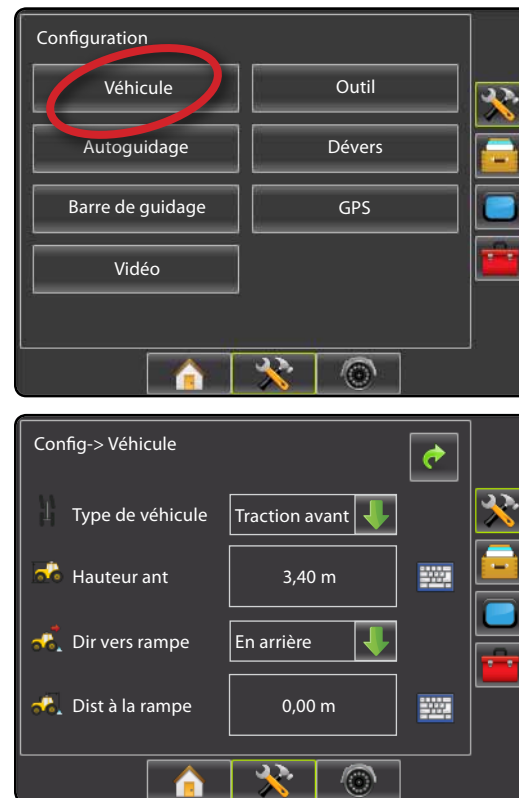 Configuration
Véhicule
Outil
Autoguidage
Dévers
Barre de guidage
GPS
Vidéo
Config-> Véhicule
Type de véhicule
Traction avant
Hauteur ant
3,40 m
Dir vers rampe
En arrière
Dist à la rampe
0,00 m